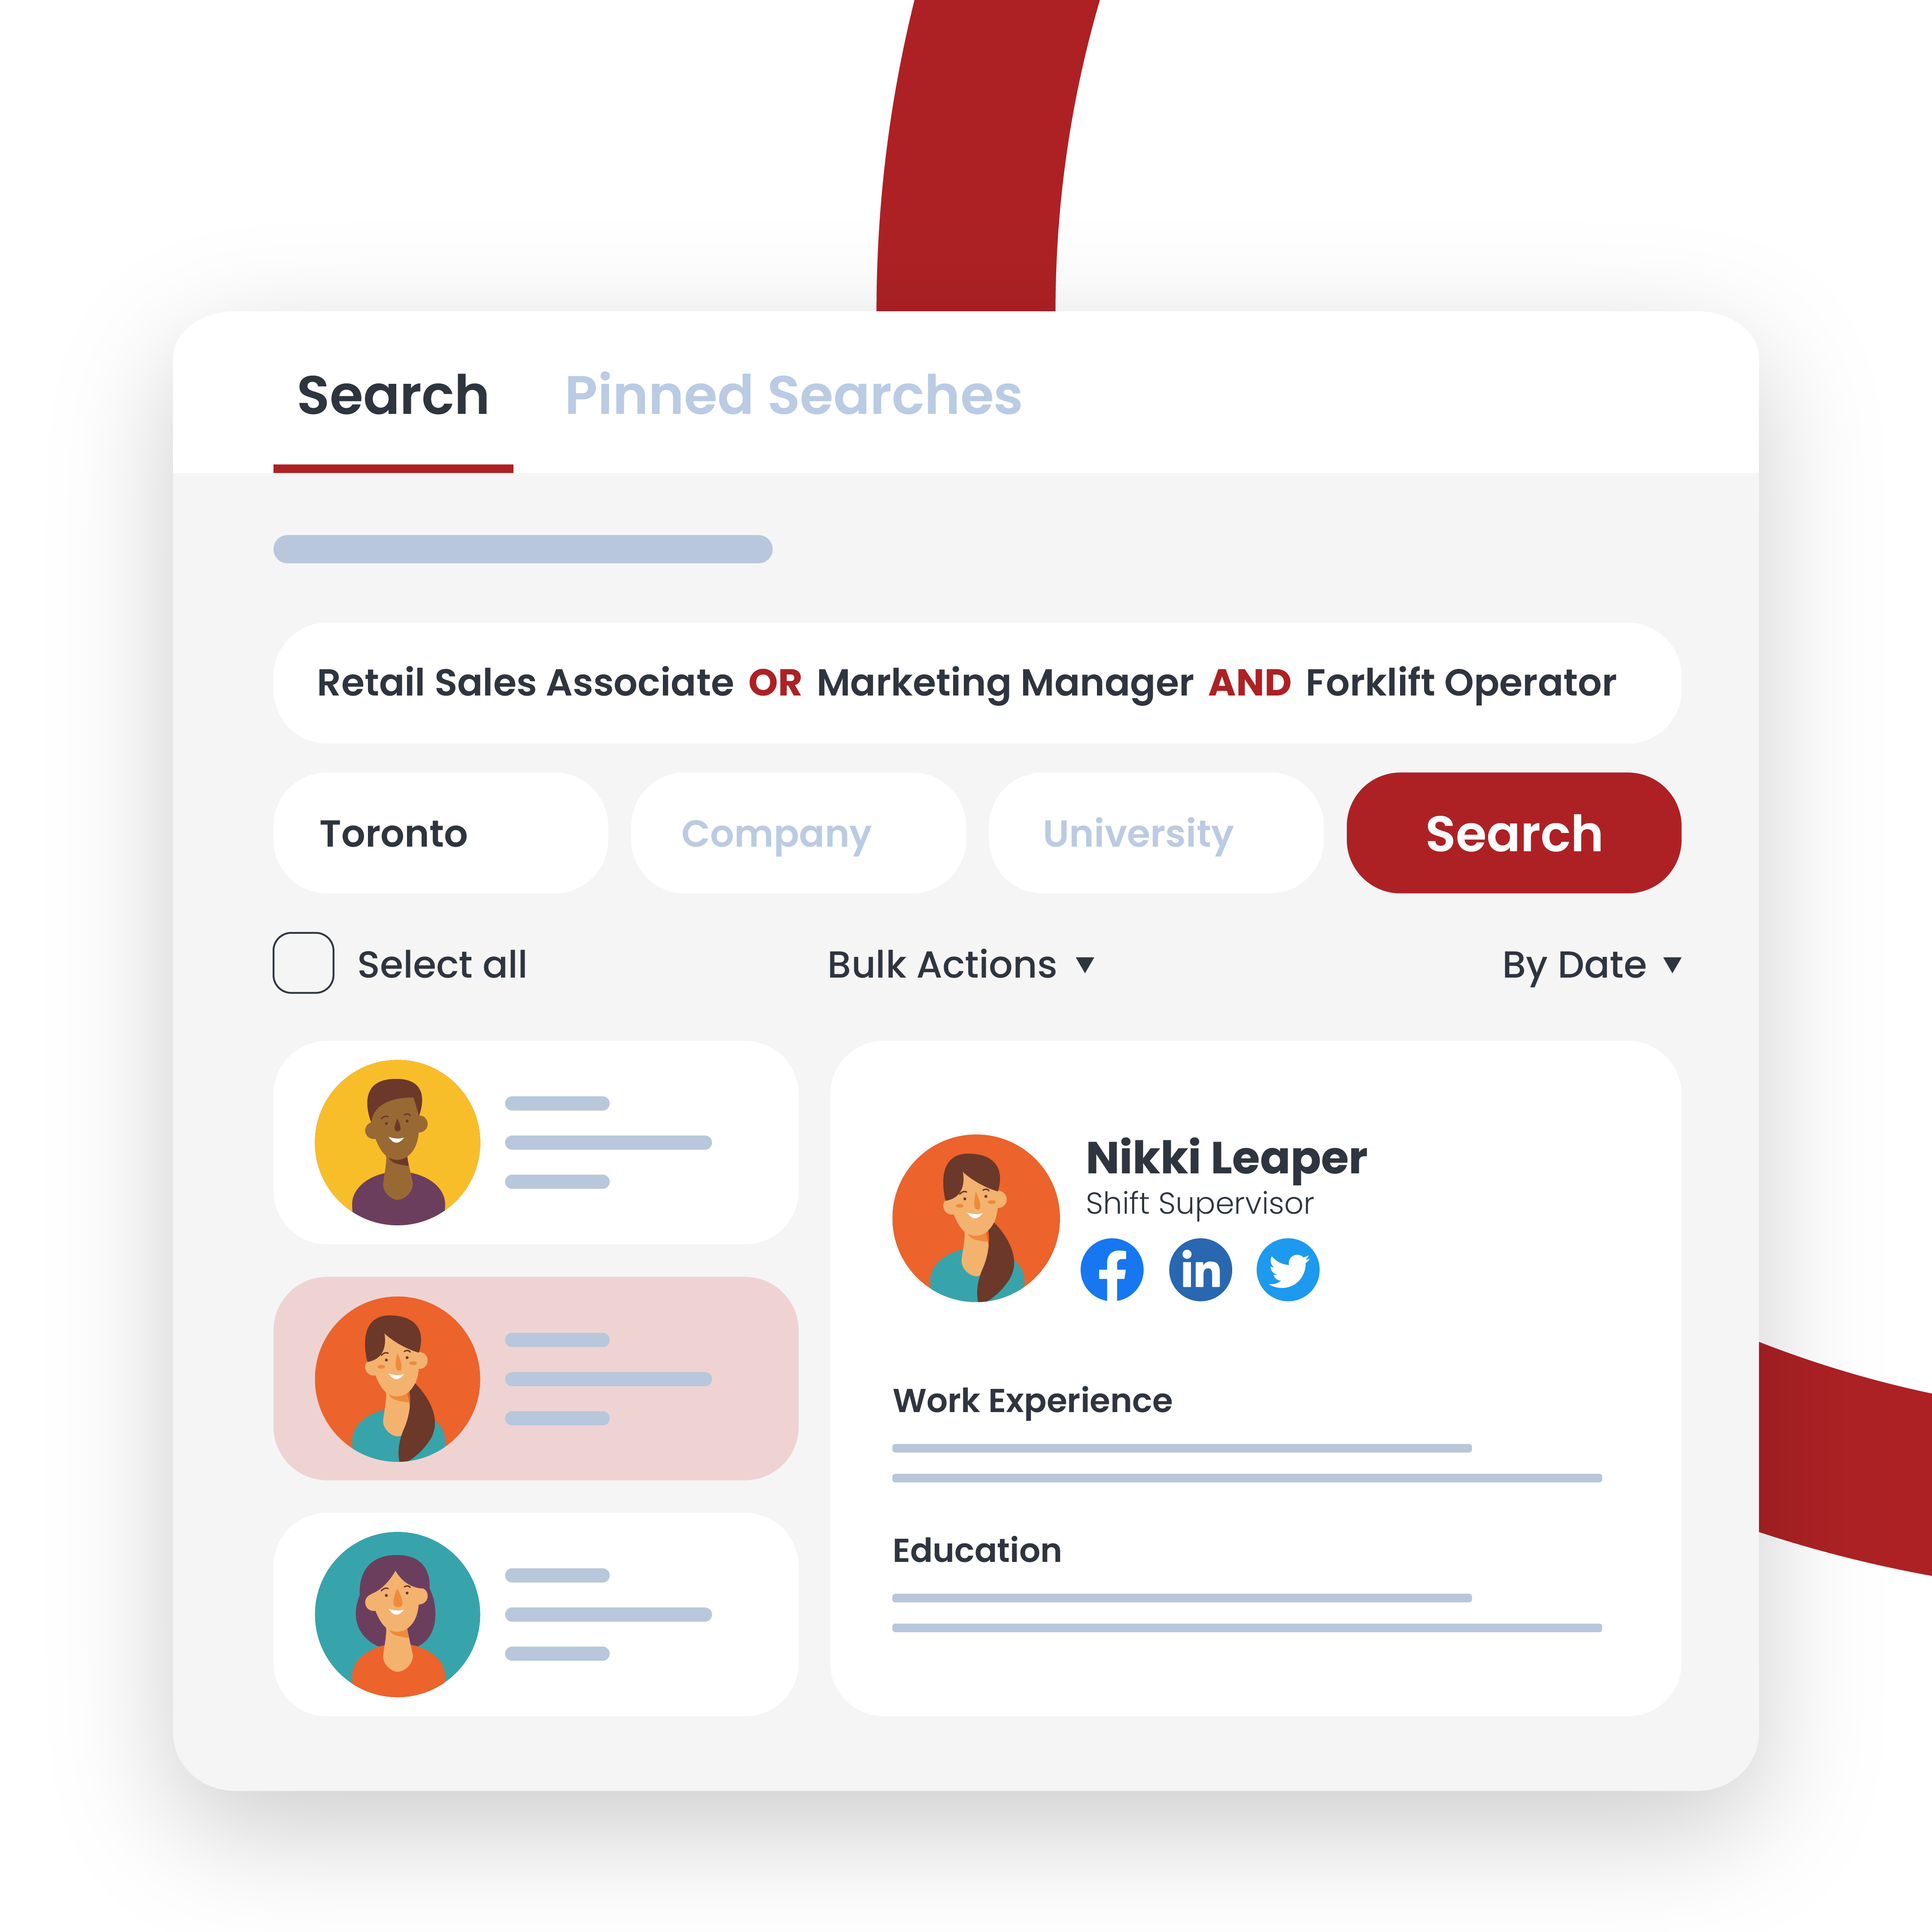 Search Pinned Searches
Retail Sales Associate OR Marketing Manager AND Forklift Operator
Toronto Company University Search
Select all Bulk Actions By Date
Nikki Leaper
Shift Supervisor
f in
Work Experience
Education